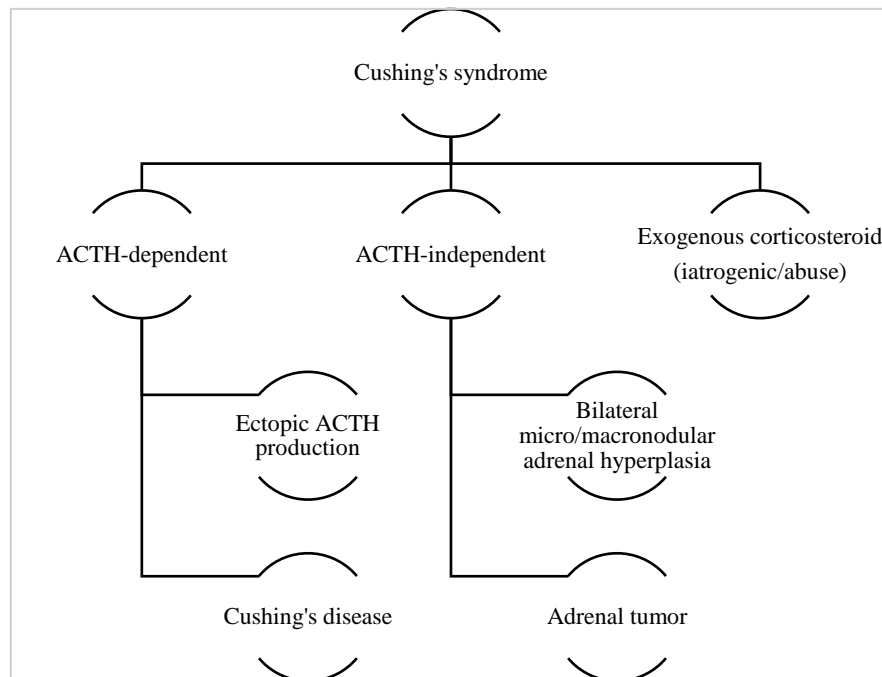 Cushing's syndrome
ACTH-dependent
ACTH-independent
Exogenous corticosteroid
(iatrogenic/abuse)
Ectopic ACTH
production
Bilateral
micro/macronodular
adrenal hyperplasia
Cushing's disease
Adrenal tumor